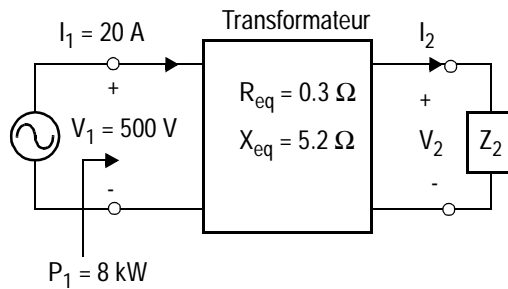 Transformateur
I₁ = 20 A
I₂
+
R_eq = 0.3 Ω
+
V₁ = 500 V
X_eq = 5.2 Ω
V₂
Z₂
-
-
P₁ = 8 kW